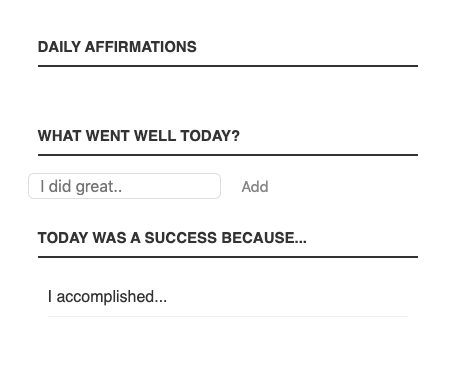 DAILY AFFIRMATIONS
WHAT WENT WELL TODAY?
I did great.. Add
TODAY WAS A SUCCESS BECAUSE...
I accomplished...